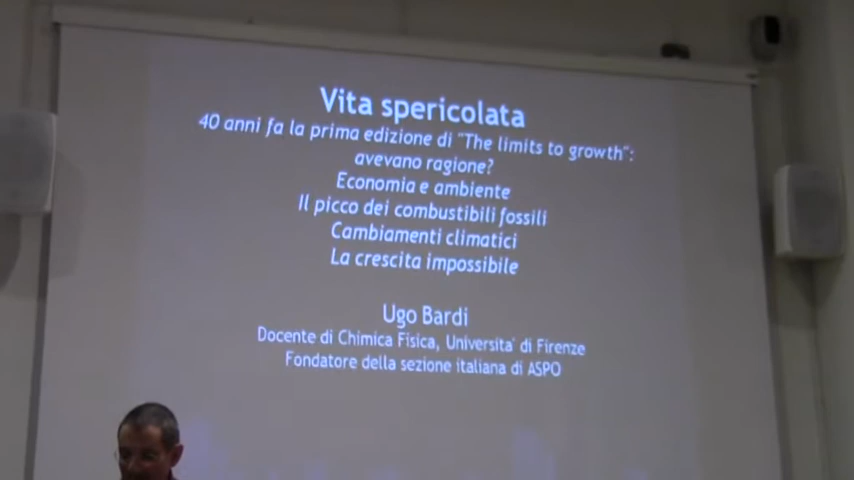 Vita spericolata
40 anni fa la prima edizione di "The limits to growth":
avevano ragione?
Economia e ambiente
Il picco dei combustibili fossili
Cambiamenti climatici
La crescita impossibile
Ugo Bardi
Docente di Chimica Fisica, Universita' di Firenze
Fondatore della sezione italiana di ASPO